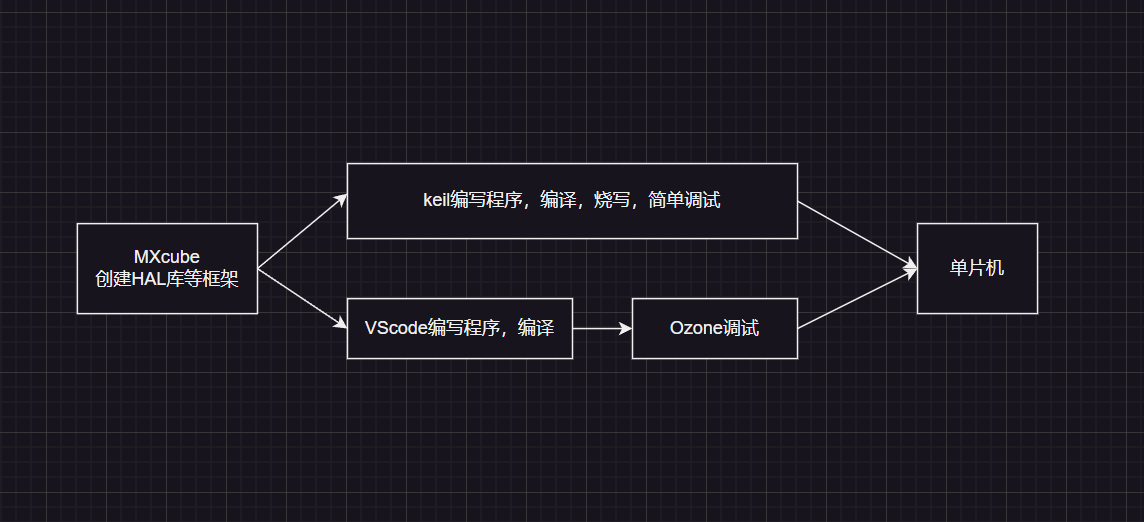 MXcube
创建HAL库等框架
keil编写程序，编译，烧写，简单调试
VScode编写程序，编译
Ozone调试
单片机